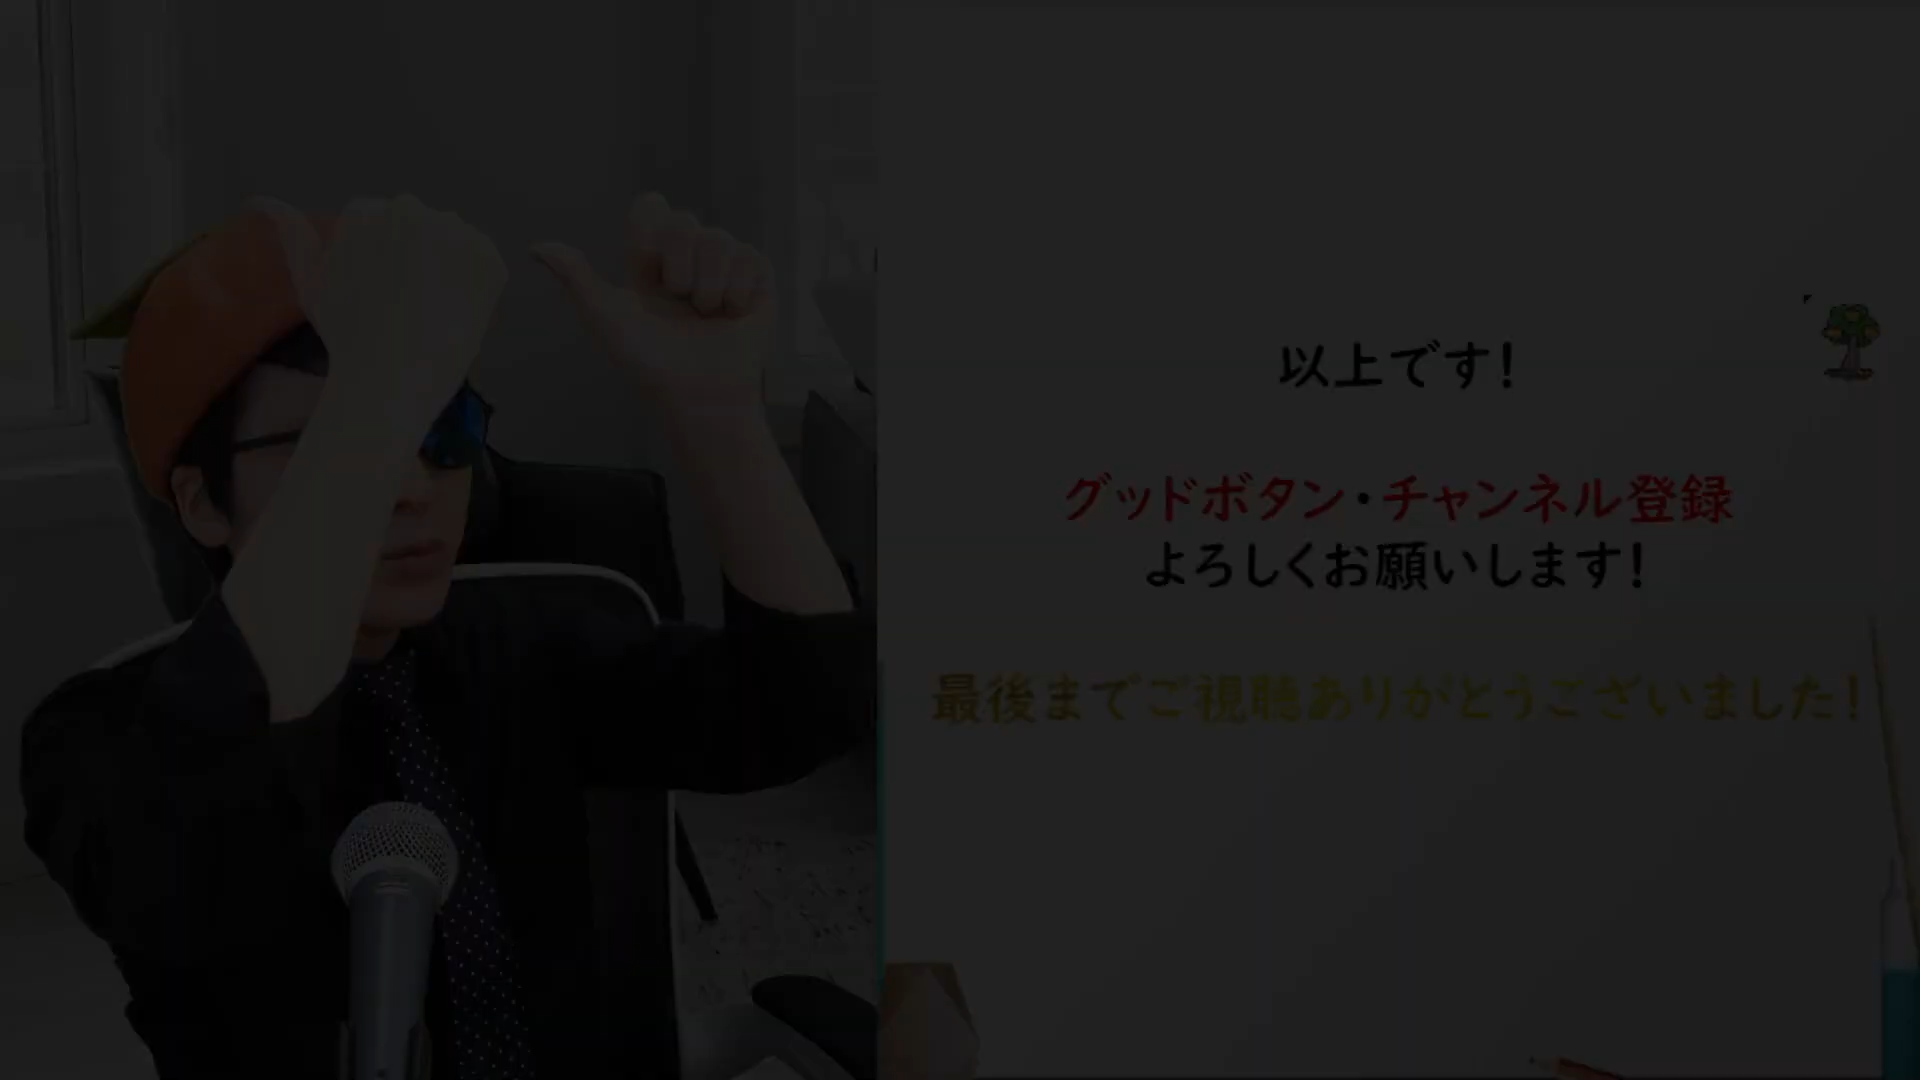 以上です!
グッドボタン・チャンネル登録
よろしくお願いします!
最後までご視聴ありがとうございました!